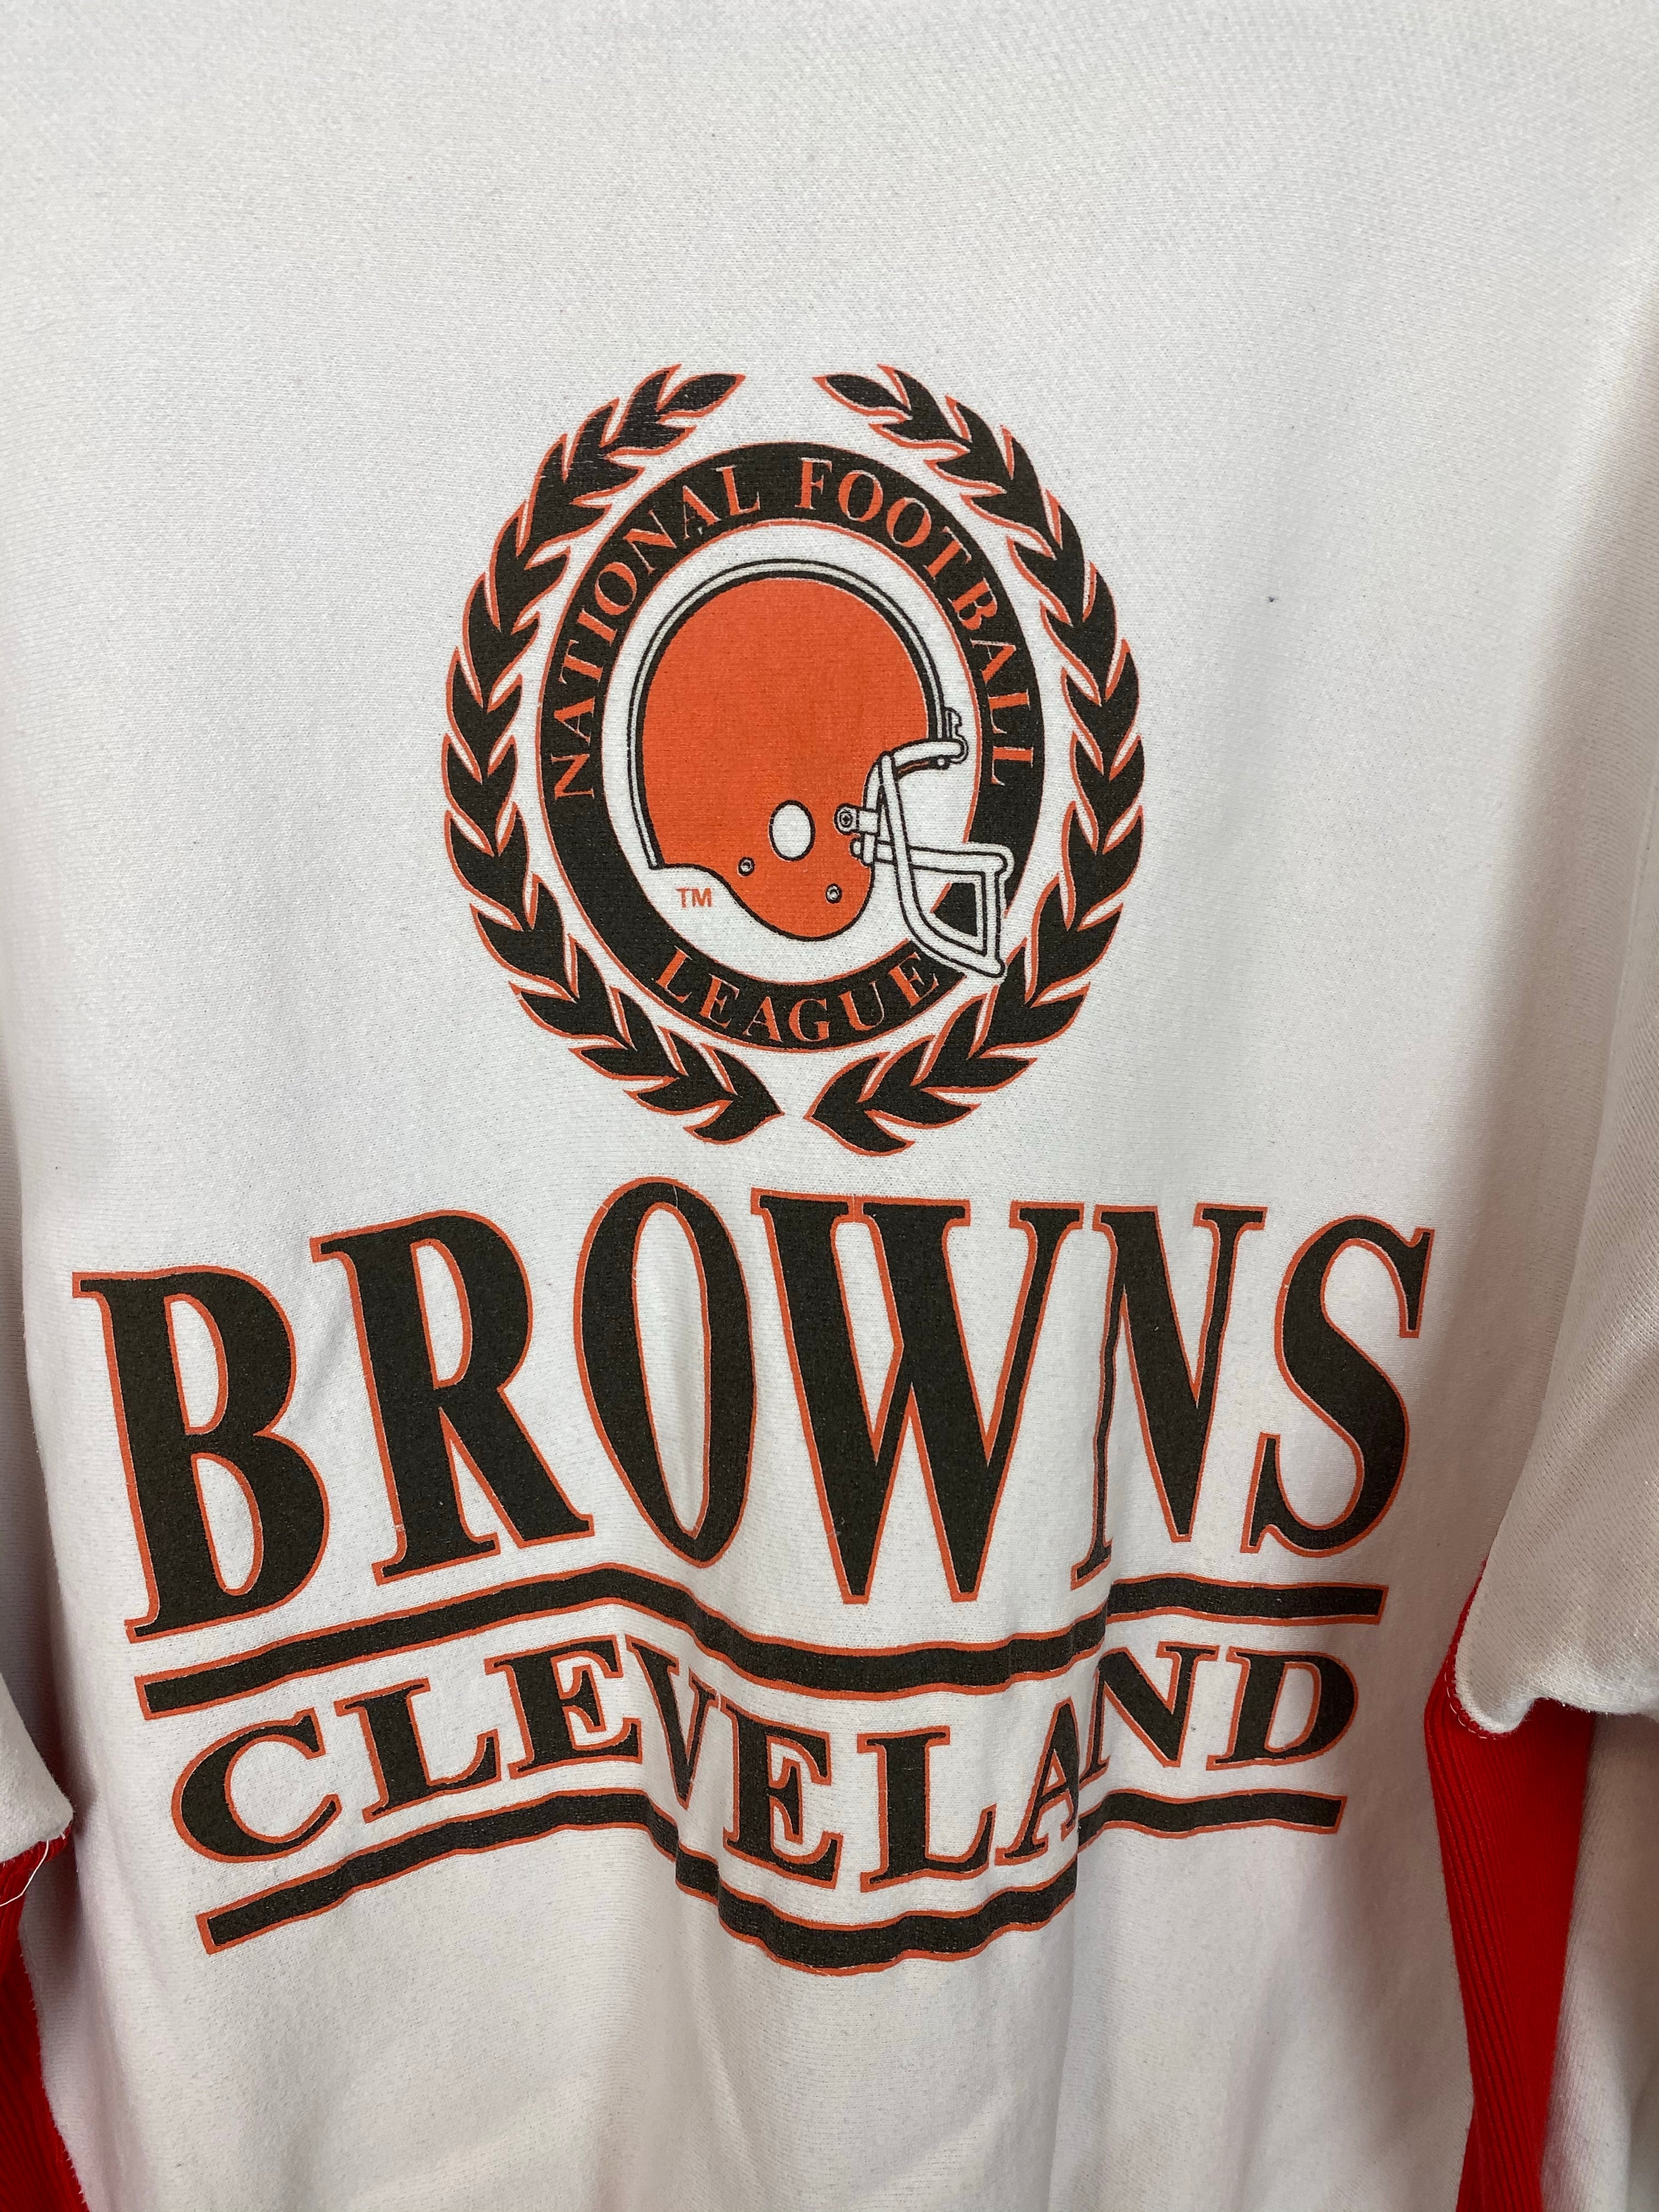 NATIONAL FOOTBALL
TM
LEAGUE
BROWNS
CLEVELAND